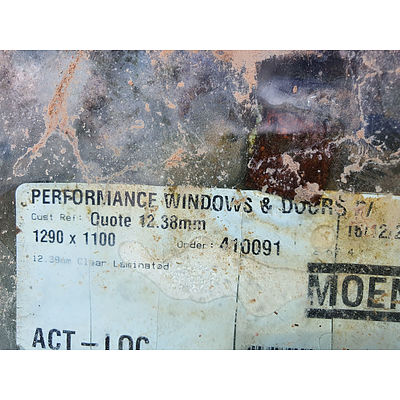 PERFORMANCE WINDOWS & DOORS
Cust Ref: Quote 12.38mm
1290 x 1100 Order: 410091
12.38mm Clear Laminated
MOEN
ACT - LOC